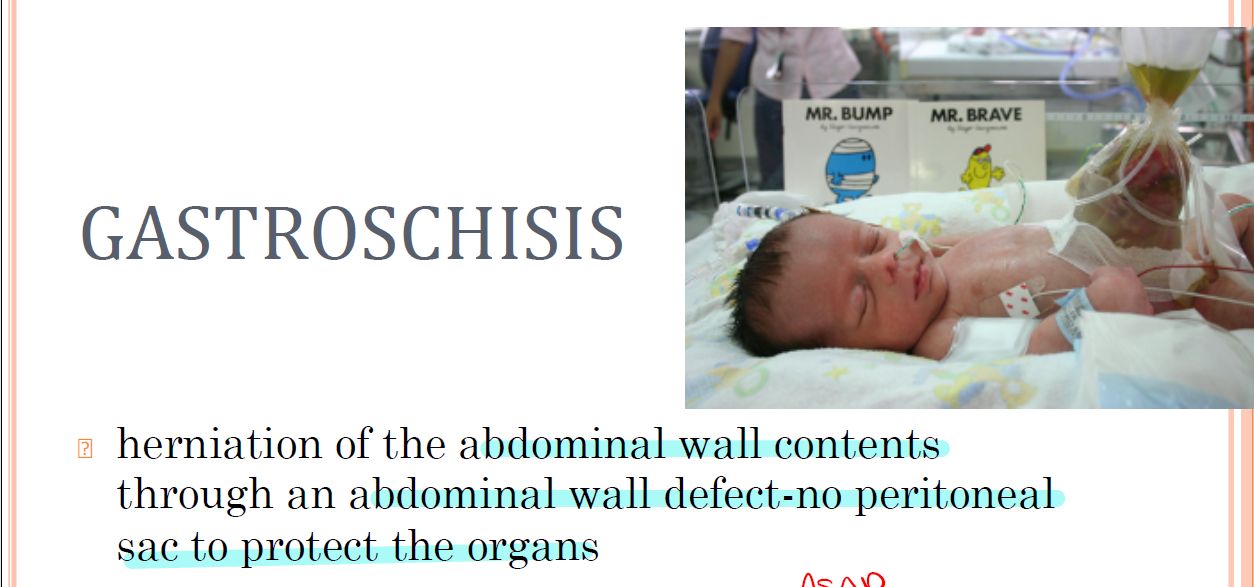 MR. BUMP
MR. BRAVE
GASTROSCHISIS
herniation of the abdominal wall contents
through an abdominal wall defect-no peritoneal
sac to protect the organs